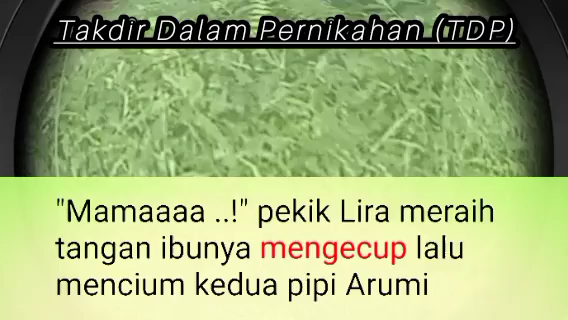 Takdir Dalam Pernikahan (TDP)
"Mamaaaa ..!" pekik Lira meraih
tangan ibunya mengecup lalu
mencium kedua pipi Arumi